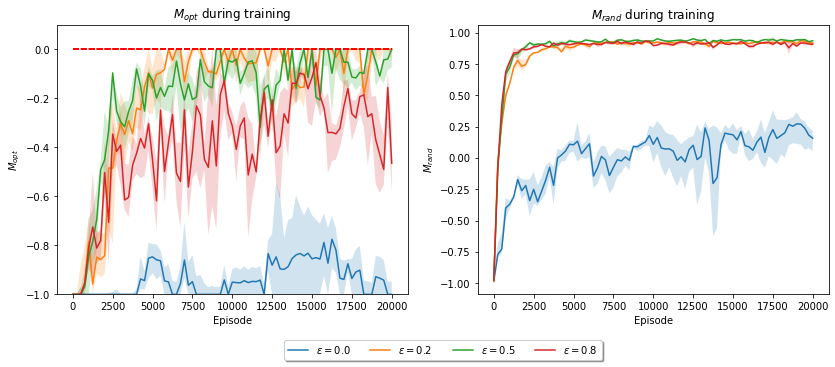 M_opt during training
M_opt
0.0
−0.2
−0.4
−0.6
−0.8
−1.0
0 2500 5000 7500 10000 12500 15000 17500 20000
Episode
M_rand during training
M_rand
1.00
0.75
0.50
0.25
0.00
−0.25
−0.50
−0.75
−1.00
0 2500 5000 7500 10000 12500 15000 17500 20000
Episode
ε = 0.0 ε = 0.2 ε = 0.5 ε = 0.8